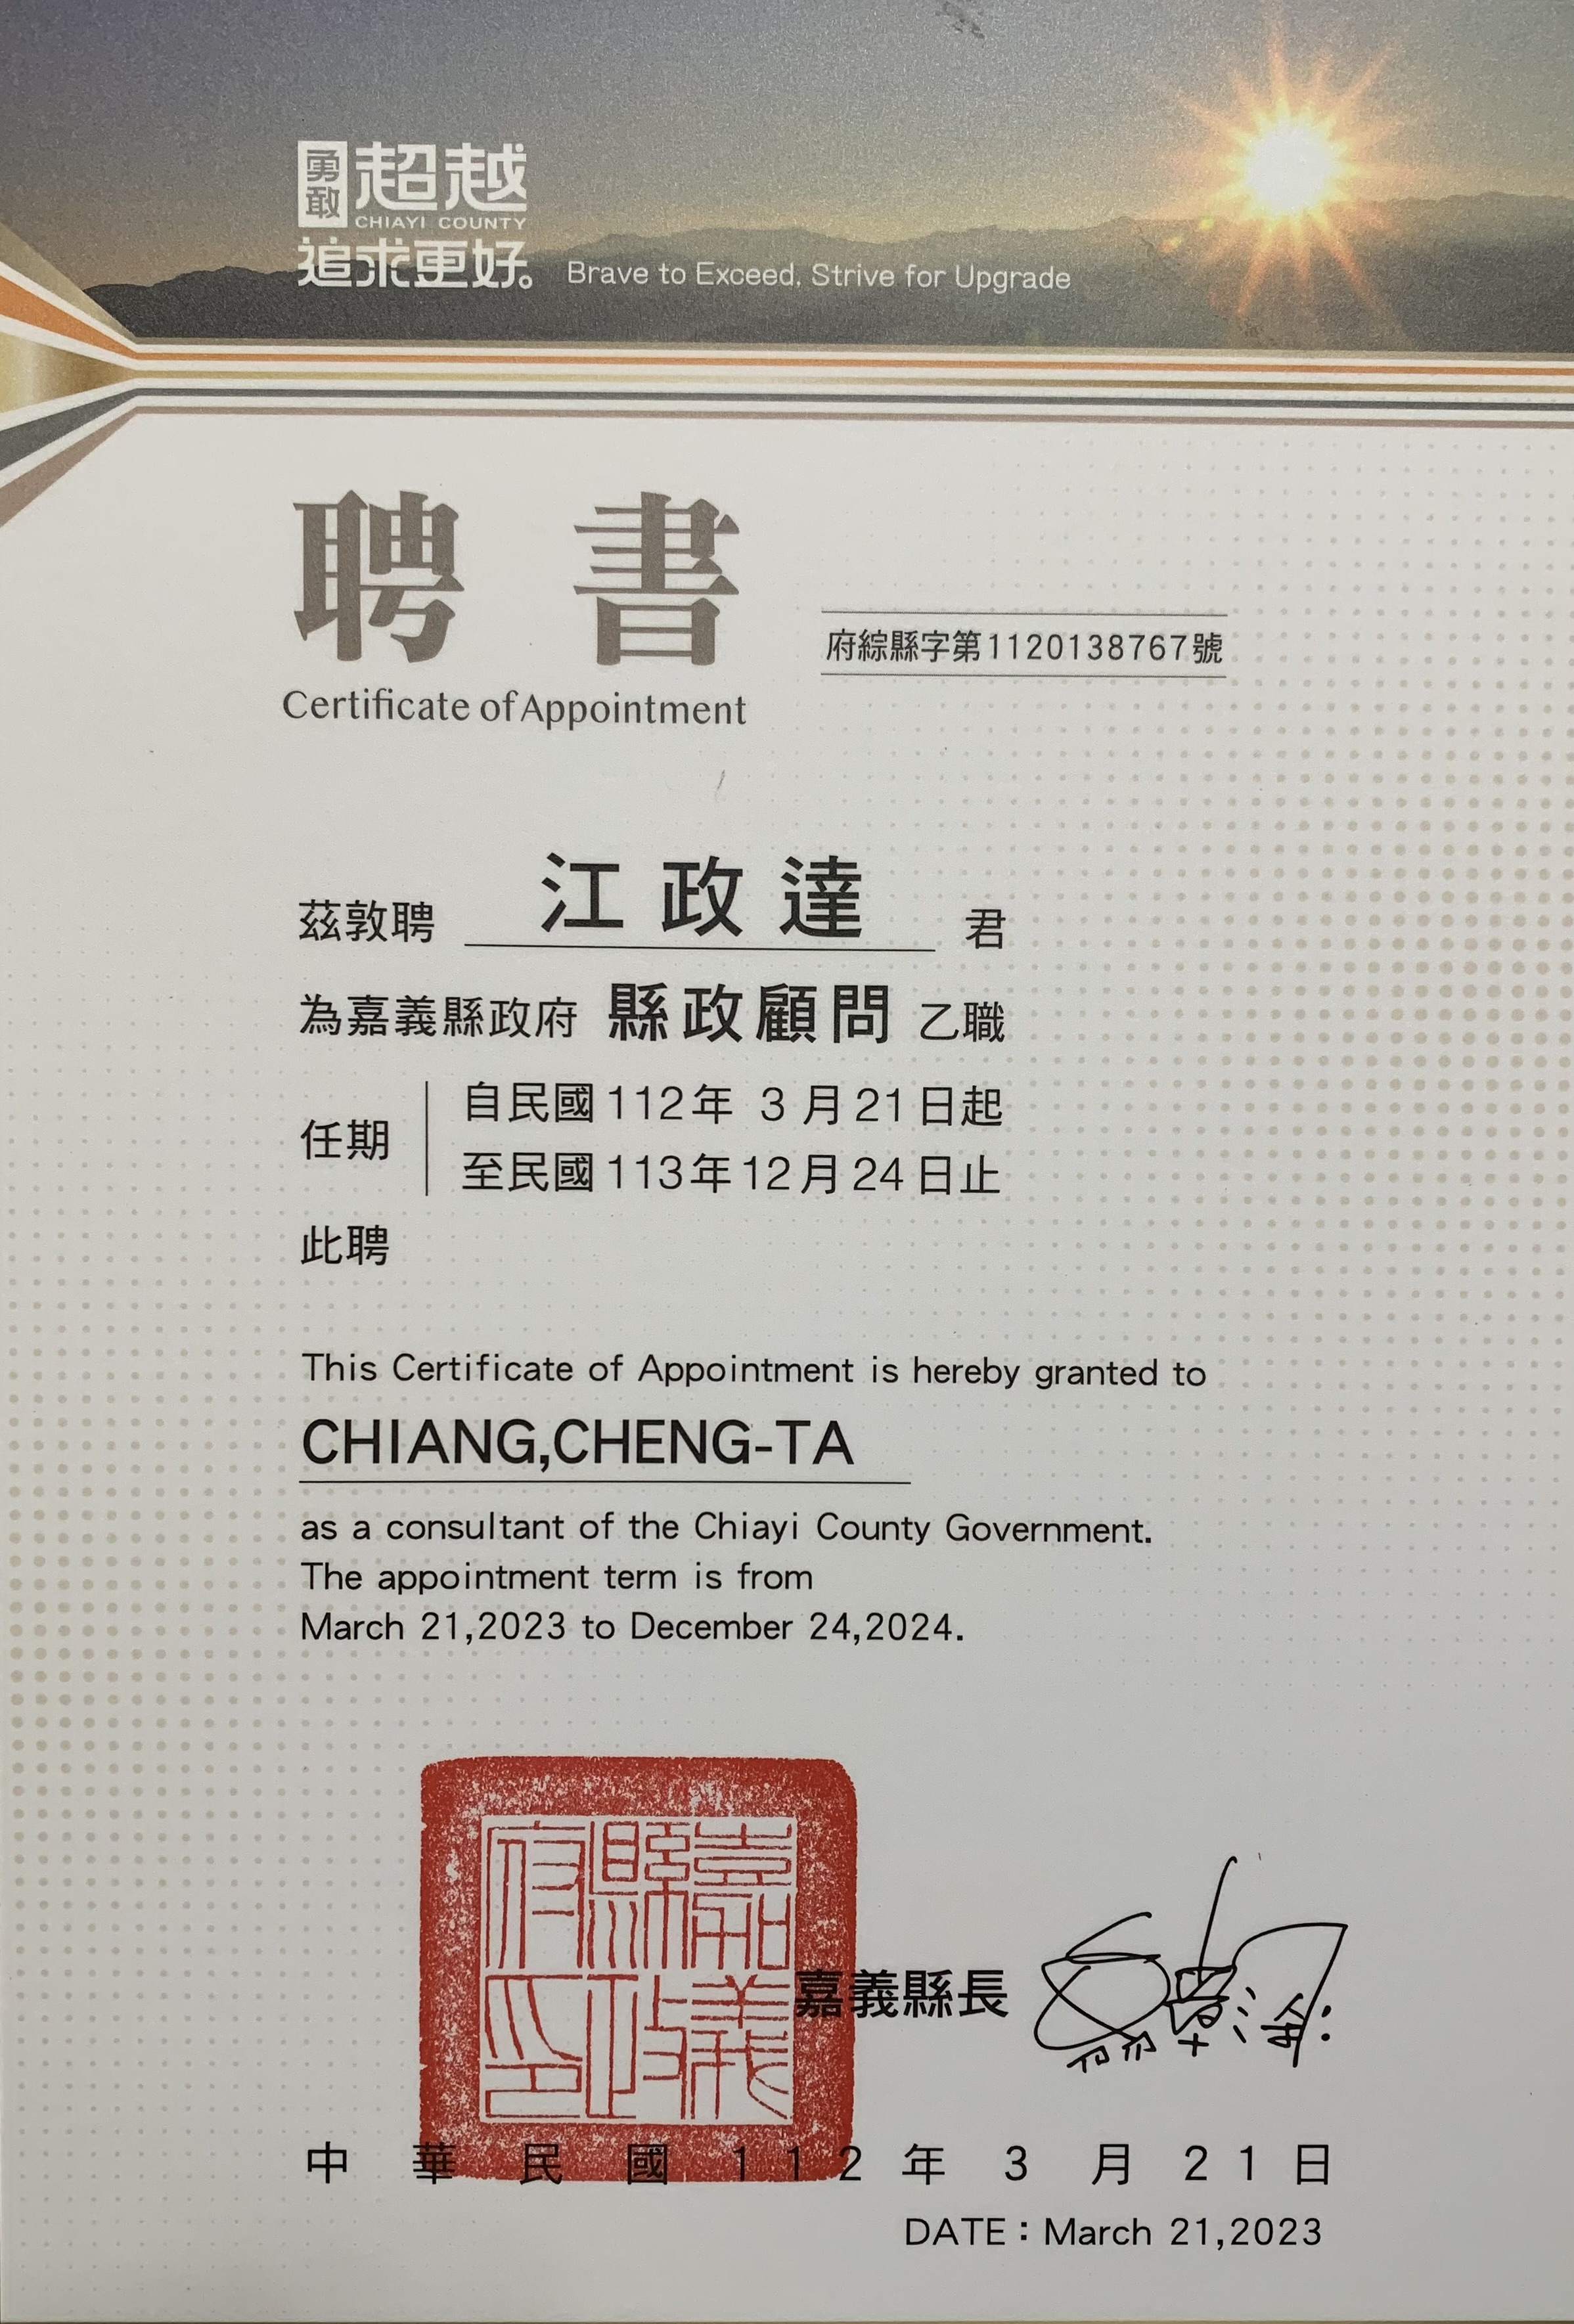 勇敢 超越
CHIAYI COUNTY
追求更好。 Brave to Exceed, Strive for Upgrade
聘書
府綜縣字第1120138767號
Certificate of Appointment
茲敦聘 江政達 君
為嘉義縣政府 縣政顧問 乙職
任期
自民國112年 3 月21日起
至民國113年12月24日止
此聘
This Certificate of Appointment is hereby granted to
CHIANG,CHENG-TA
as a consultant of the Chiayi County Government.
The appointment term is from
March 21,2023 to December 24,2024.
嘉義縣政府印
嘉義縣長
中華民國112年3月21日
DATE：March 21,2023